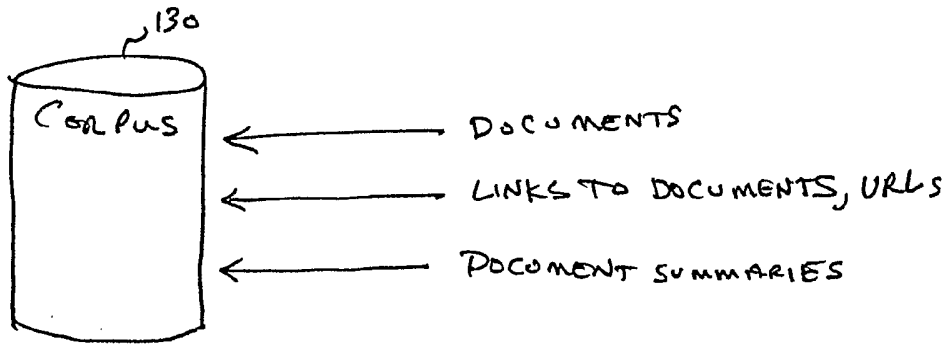 130
CORPUS
DOCUMENTS
LINKS TO DOCUMENTS, URLS
DOCUMENT SUMMARIES